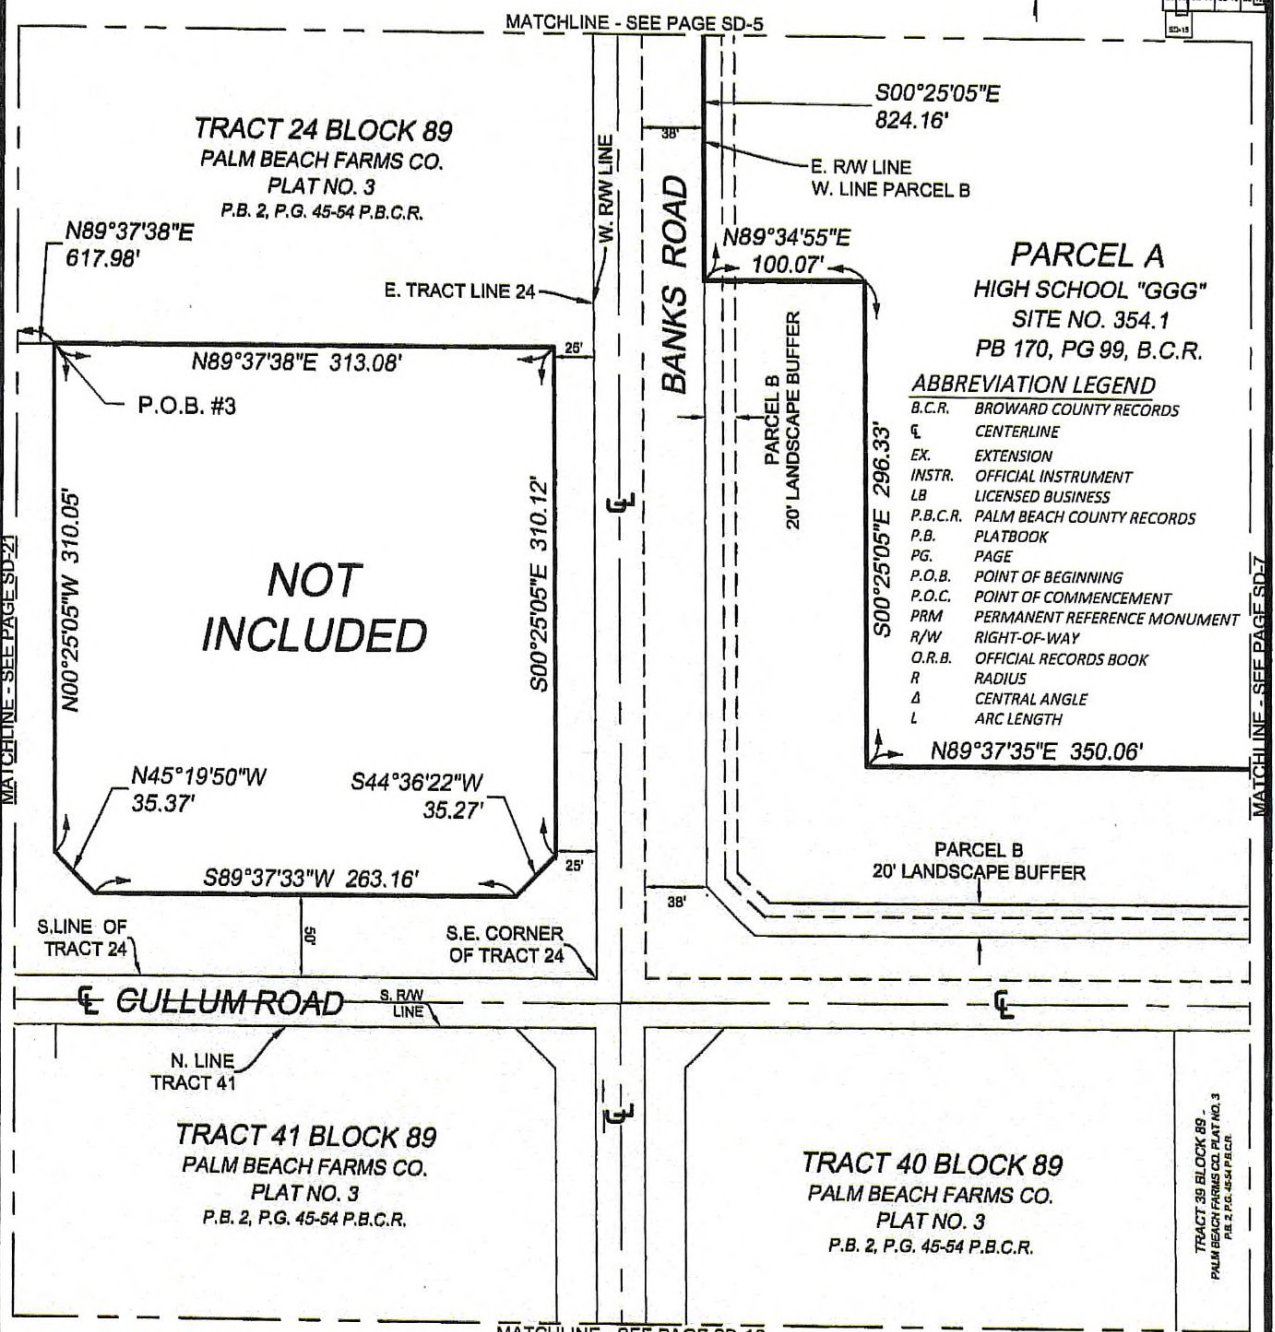 MATCHLINE - SEE PAGE SD-5
SD-15
TRACT 24 BLOCK 89
PALM BEACH FARMS CO.
PLAT NO. 3
P.B. 2, P.G. 45-54 P.B.C.R.
N89°37'38"E
617.98'
E. TRACT LINE 24
W. R/W LINE
BANKS ROAD
38'
S00°25'05"E
824.16'
E. R/W LINE
W. LINE PARCEL B
N89°34'55"E
100.07'
PARCEL A
HIGH SCHOOL "GGG"
SITE NO. 354.1
PB 170, PG 99, B.C.R.
ABBREVIATION LEGEND
B.C.R. BROWARD COUNTY RECORDS
℄ CENTERLINE
EX. EXTENSION
INSTR. OFFICIAL INSTRUMENT
LB LICENSED BUSINESS
P.B.C.R. PALM BEACH COUNTY RECORDS
P.B. PLATBOOK
PG. PAGE
P.O.B. POINT OF BEGINNING
P.O.C. POINT OF COMMENCEMENT
PRM PERMANENT REFERENCE MONUMENT
R/W RIGHT-OF-WAY
O.R.B. OFFICIAL RECORDS BOOK
R RADIUS
Δ CENTRAL ANGLE
L ARC LENGTH
N89°37'38"E 313.08'
25'
P.O.B. #3
PARCEL B
20' LANDSCAPE BUFFER
S00°25'05"E 296.33'
N00°25'05"W 310.05'
S00°25'05"E 310.12'
℄
NOT
INCLUDED
MATCHLINE - SEE PAGE SD-21
MATCHLINE - SEE PAGE SD-7
N89°37'35"E 350.06'
N45°19'50"W
35.37'
S44°36'22"W
35.27'
S89°37'33"W 263.16'
25'
38'
PARCEL B
20' LANDSCAPE BUFFER
S.LINE OF
TRACT 24
50'
S.E. CORNER
OF TRACT 24
℄ CULLUM ROAD
S. R/W
LINE
℄
N. LINE
TRACT 41
℄
TRACT 41 BLOCK 89
PALM BEACH FARMS CO.
PLAT NO. 3
P.B. 2, P.G. 45-54 P.B.C.R.
TRACT 40 BLOCK 89
PALM BEACH FARMS CO.
PLAT NO. 3
P.B. 2, P.G. 45-54 P.B.C.R.
TRACT 39 BLOCK 89
PALM BEACH FARMS CO. PLAT NO. 3
P.B. 2, P.G. 45-54 P.B.C.R.
MATCHLINE - SEE PAGE